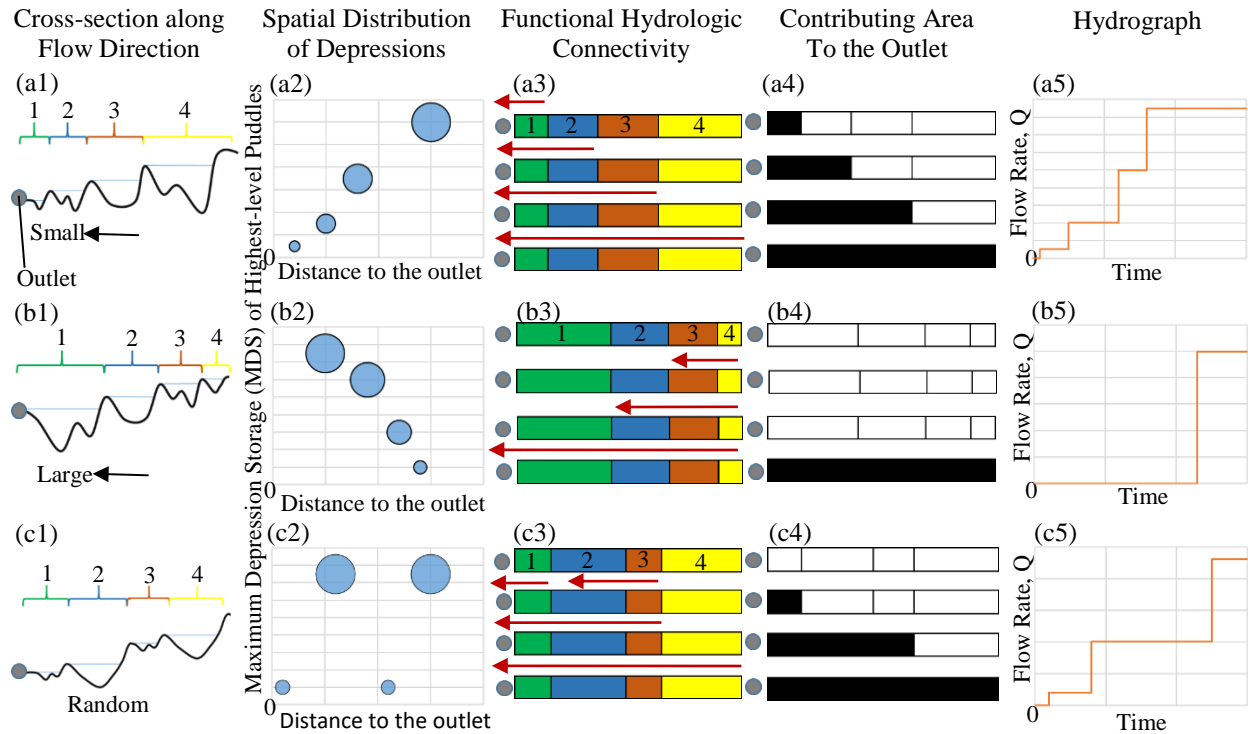 Cross-section along
Flow Direction
Spatial Distribution
of Depressions
Functional Hydrologic
Connectivity
Contributing Area
To the Outlet
Hydrograph
Maximum Depression Storage (MDS) of Highest-level Puddles
(a1)
1 2 3 4
Small
Outlet
(a2)
0
Distance to the outlet
(a3)
1 2 3 4
(a4)
(a5)
Flow Rate, Q
0
Time
(b1)
1 2 3 4
Large
(b2)
0
Distance to the outlet
(b3)
1 2 3 4
(b4)
(b5)
Flow Rate, Q
0
Time
(c1)
1 2 3 4
Random
(c2)
0
Distance to the outlet
(c3)
1 2 3 4
(c4)
(c5)
Flow Rate, Q
0
Time